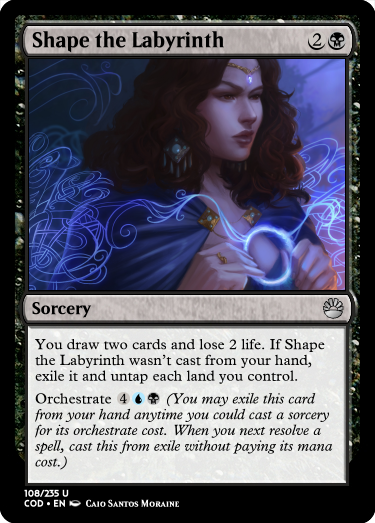 Shape the Labyrinth 2
Sorcery
You draw two cards and lose 2 life. If Shape
the Labyrinth wasn't cast from your hand,
exile it and untap each land you control.
Orchestrate 4 (You may exile this card
from your hand anytime you could cast a sorcery
for its orchestrate cost. When you next resolve a
spell, cast this from exile without paying its mana
cost.)
108/235 U
COD • EN Caio Santos Moraine